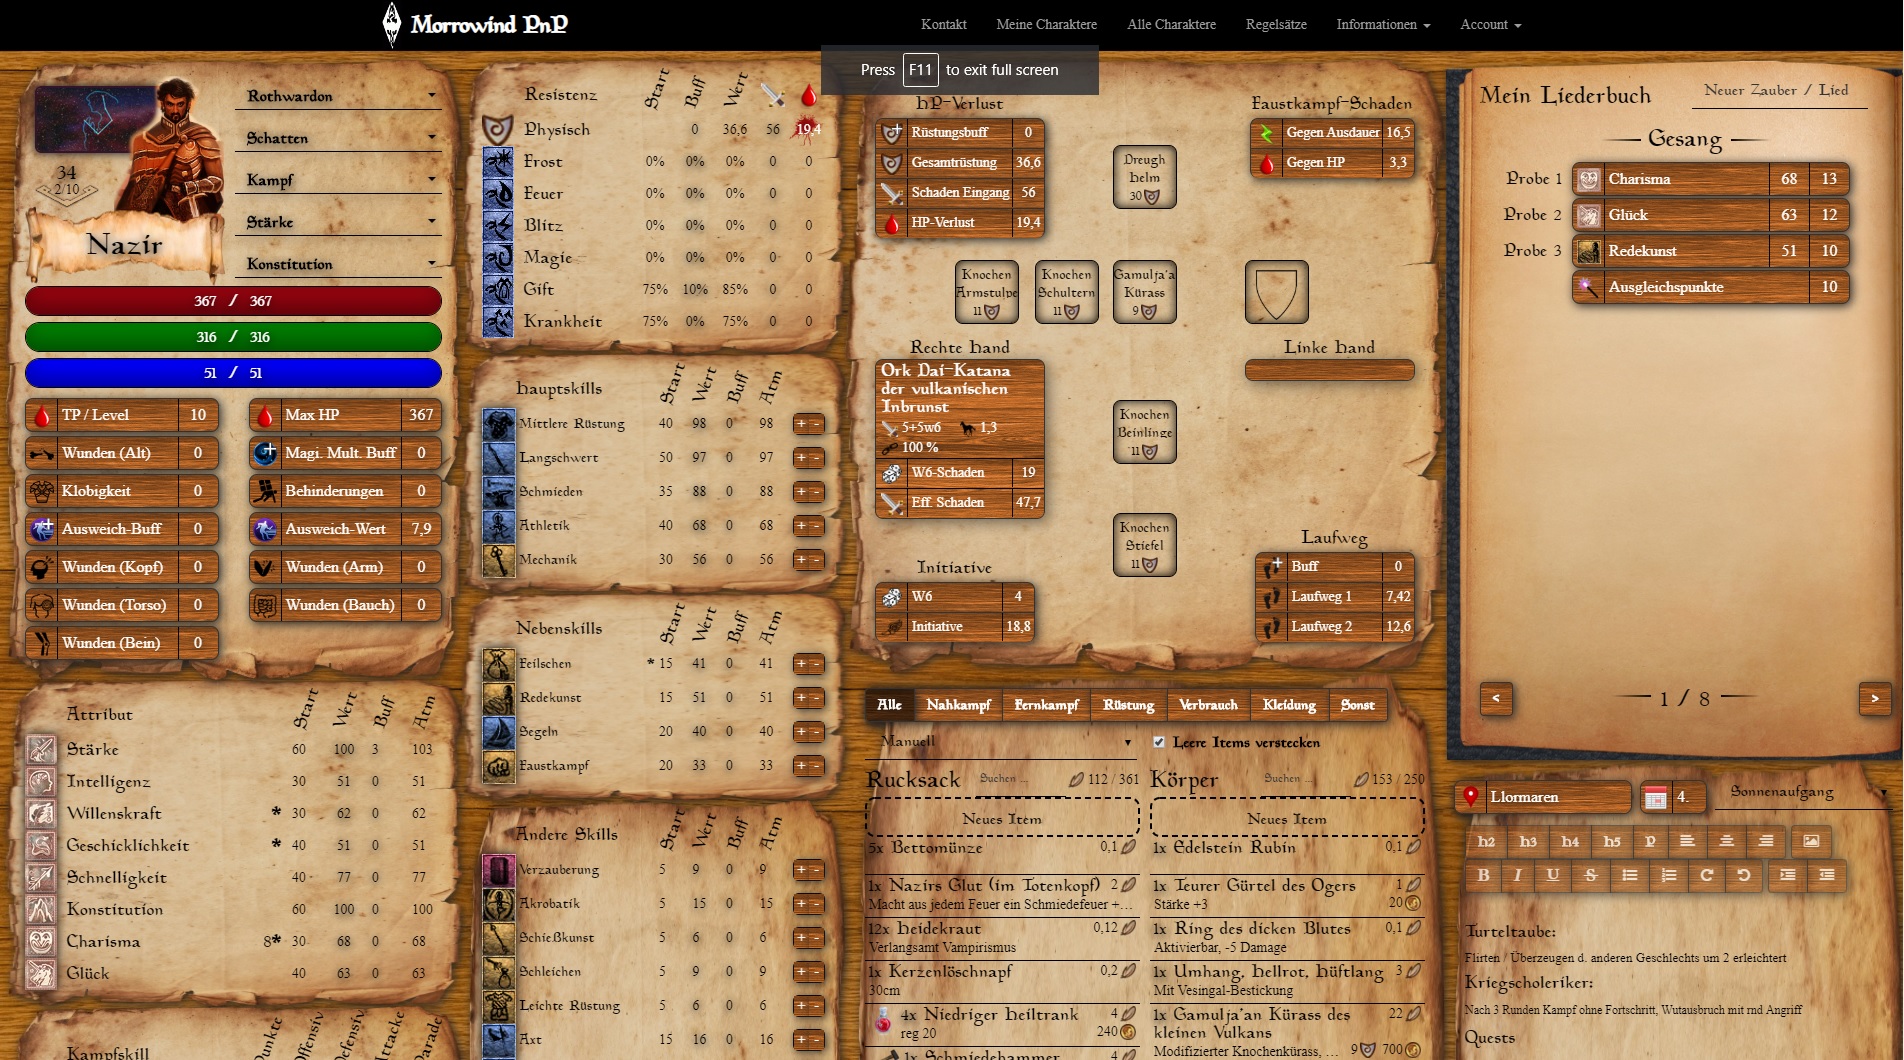 Morrowind PnP
Kontakt Meine Charaktere Alle Charaktere Regelsätze Informationen Account
Press F11 to exit full screen
Rothwardon
Schatten
Kampf
Stärke
Konstitution
34
2/10
Nazir
367 / 367
316 / 316
51 / 51
TP / Level 10
Max HP 367
Wunden (Alt) 0
Magi. Mult. Buff 0
Klobigkeit 0
Behinderungen 0
Ausweich-Buff 0
Ausweich-Wert 7,9
Wunden (Kopf) 0
Wunden (Arm) 0
Wunden (Torso) 0
Wunden (Bauch) 0
Wunden (Bein) 0
Attribut Start Wert Buff Atm
Stärke 60 100 3 103
Intelligenz 30 51 0 51
Willenskraft * 30 62 0 62
Geschicklichkeit * 40 51 0 51
Schnelligkeit 40 77 0 77
Konstitution 60 100 0 100
Charisma 8* 30 68 0 68
Glück 40 63 0 63
Kampfskill Punkte Offensiv Defensiv Attacke Parade
Resistenz Start Buff Wert
Physisch 0 36,6 56 19,4
Frost 0% 0% 0% 0 0
Feuer 0% 0% 0% 0 0
Blitz 0% 0% 0% 0 0
Magie 0% 0% 0% 0 0
Gift 75% 10% 85% 0 0
Krankheit 75% 0% 75% 0 0
Hauptskills Start Wert Buff Atm
Mittlere Rüstung 40 98 0 98 + -
Langschwert 50 97 0 97 + -
Schmieden 35 88 0 88 + -
Athletik 40 68 0 68 + -
Mechanik 30 56 0 56 + -
Nebenskills Start Wert Buff Atm
Feilschen * 15 41 0 41 + -
Redekunst 15 51 0 51 + -
Segeln 20 40 0 40 + -
Faustkampf 20 33 0 33 + -
Andere Skills Start Wert Buff Atm
Verzauberung 5 9 0 9 + -
Akrobatik 5 15 0 15 + -
Schießkunst 5 6 0 6 + -
Schleichen 5 9 0 9 + -
Leichte Rüstung 5 6 0 6 + -
Axt 15 16 0 16 + -
HP-Verlust
Rüstungsbuff 0
Gesamtrüstung 36,6
Schaden Eingang 56
HP-Verlust 19,4
Faustkampf-Schaden
Gegen Ausdauer 16,5
Gegen HP 3,3
Dreugh
Helm
30
Knochen
Armstulpe
11
Knochen
Schultern
11
Gamulja'a
Kürass
9
Rechte Hand
Ork Dai-Katana
der vulkanischen
Inbrunst
5+5w6 1,3
100 %
W6-Schaden 19
Eff. Schaden 47,7
Linke Hand
Knochen
Beinlinge
11
Knochen
Stiefel
11
Initiative
W6 4
Initiative 18,8
Laufweg
Buff 0
Laufweg 1 7,42
Laufweg 2 12,6
Alle Nahkampf Fernkampf Rüstung Verbrauch Kleidung Sonst
Manuell
Leere Items verstecken
Rucksack Suchen ... 112 / 361
Neues Item
5x Bettomünze 0,1
1x Nazirs Glut (im Totenkopf) 2
Macht aus jedem Feuer ein Schmiedefeuer +...
12x Heidekraut 0,12
Verlangsamt Vampirismus
1x Kerzenlöschnapf 0,2
30cm
4x Niedriger Heiltrank 4
reg 20 240
1x Schmiedehammer 4
Körper Suchen ... 153 / 250
Neues Item
1x Edelstein Rubin 0,1
1x Teurer Gürtel des Ogers 1
Stärke +3 20
1x Ring des dicken Blutes 0,1
Aktivierbar, -5 Damage
1x Umhang, hellrot, hüftlang 3
Mit Vesingal-Bestickung
1x Gamulja'an Kürass des 22
kleinen Vulkans
Modifizierter Knochenkürass, ... 9 700
Mein Liederbuch
Neuer Zauber / Lied
Gesang
Probe 1 Charisma 68 13
Probe 2 Glück 63 12
Probe 3 Redekunst 51 10
Ausgleichspunkte 10
< 1 / 8 >
Llormaren 4. Sonnenaufgang
h2 h3 h4 h5 P
B I U S
Turteltaube:
Flirten / Überzeugen d. anderen Geschlechts um 2 erleichtert
Kriegscholeriker:
Nach 3 Runden Kampf ohne Fortschritt, Wutausbruch mit rnd Angriff
Quests